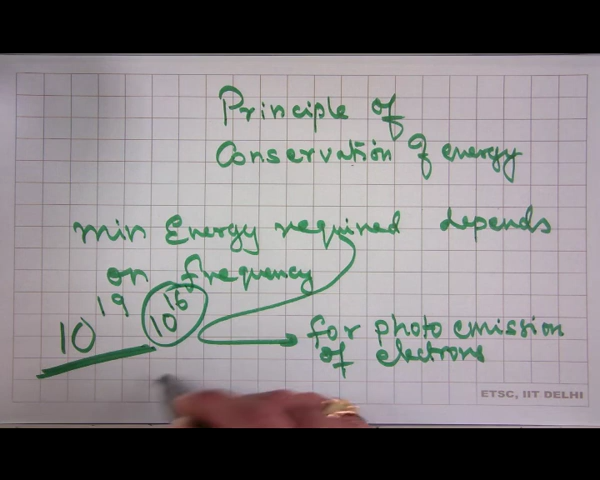 Principle of
Conservation of energy
min Energy required depends
on frequency
10^19 10^16
for photo emission
of electrons
ETSC, IIT DELHI